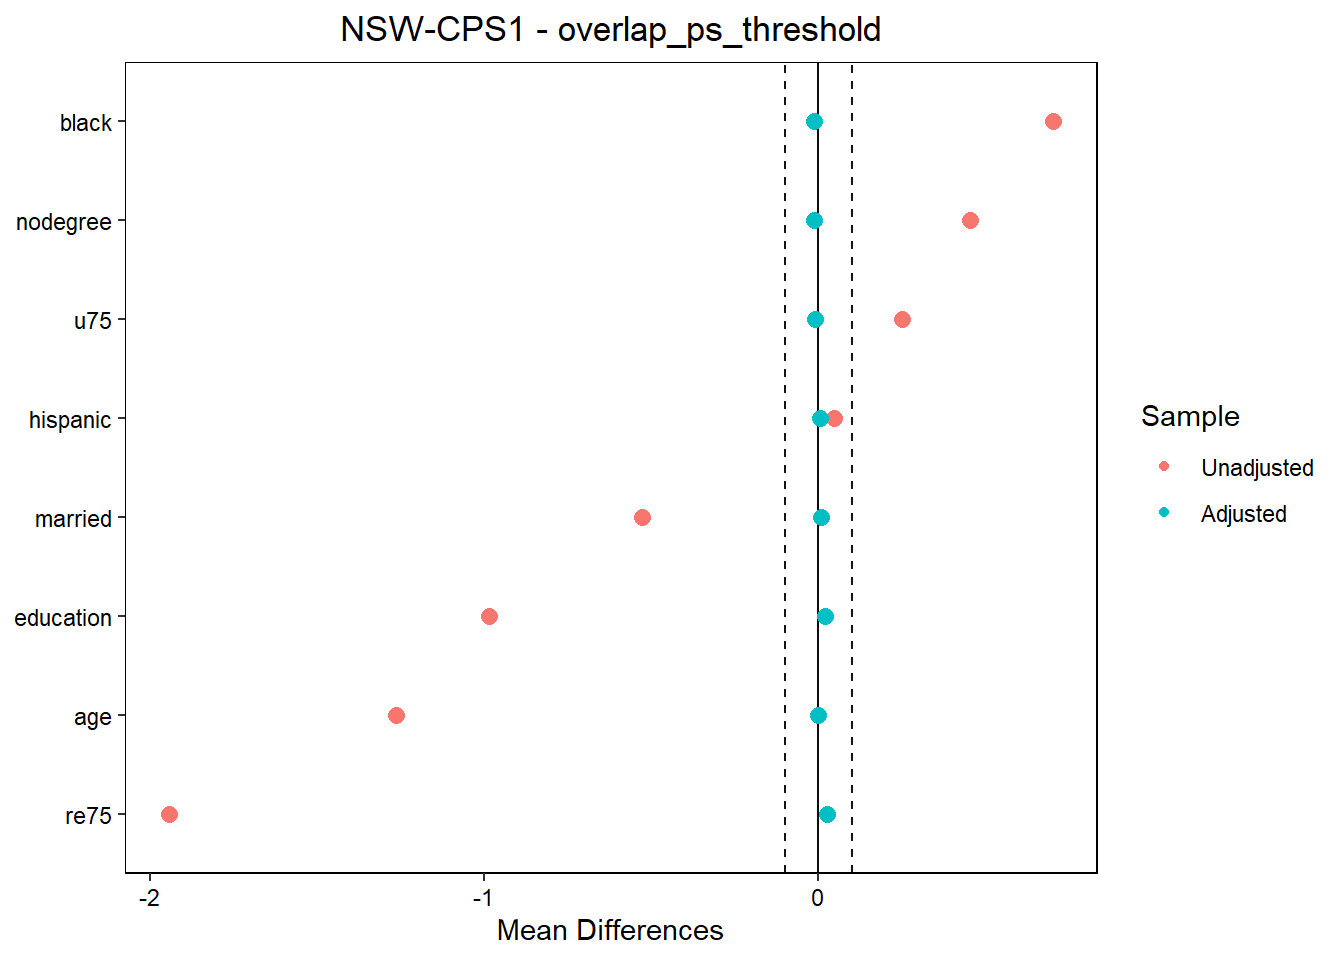 NSW-CPS1 - overlap_ps_threshold
black
nodegree
u75
hispanic
married
education
age
re75
-2
-1
0
Mean Differences
Sample
Unadjusted
Adjusted